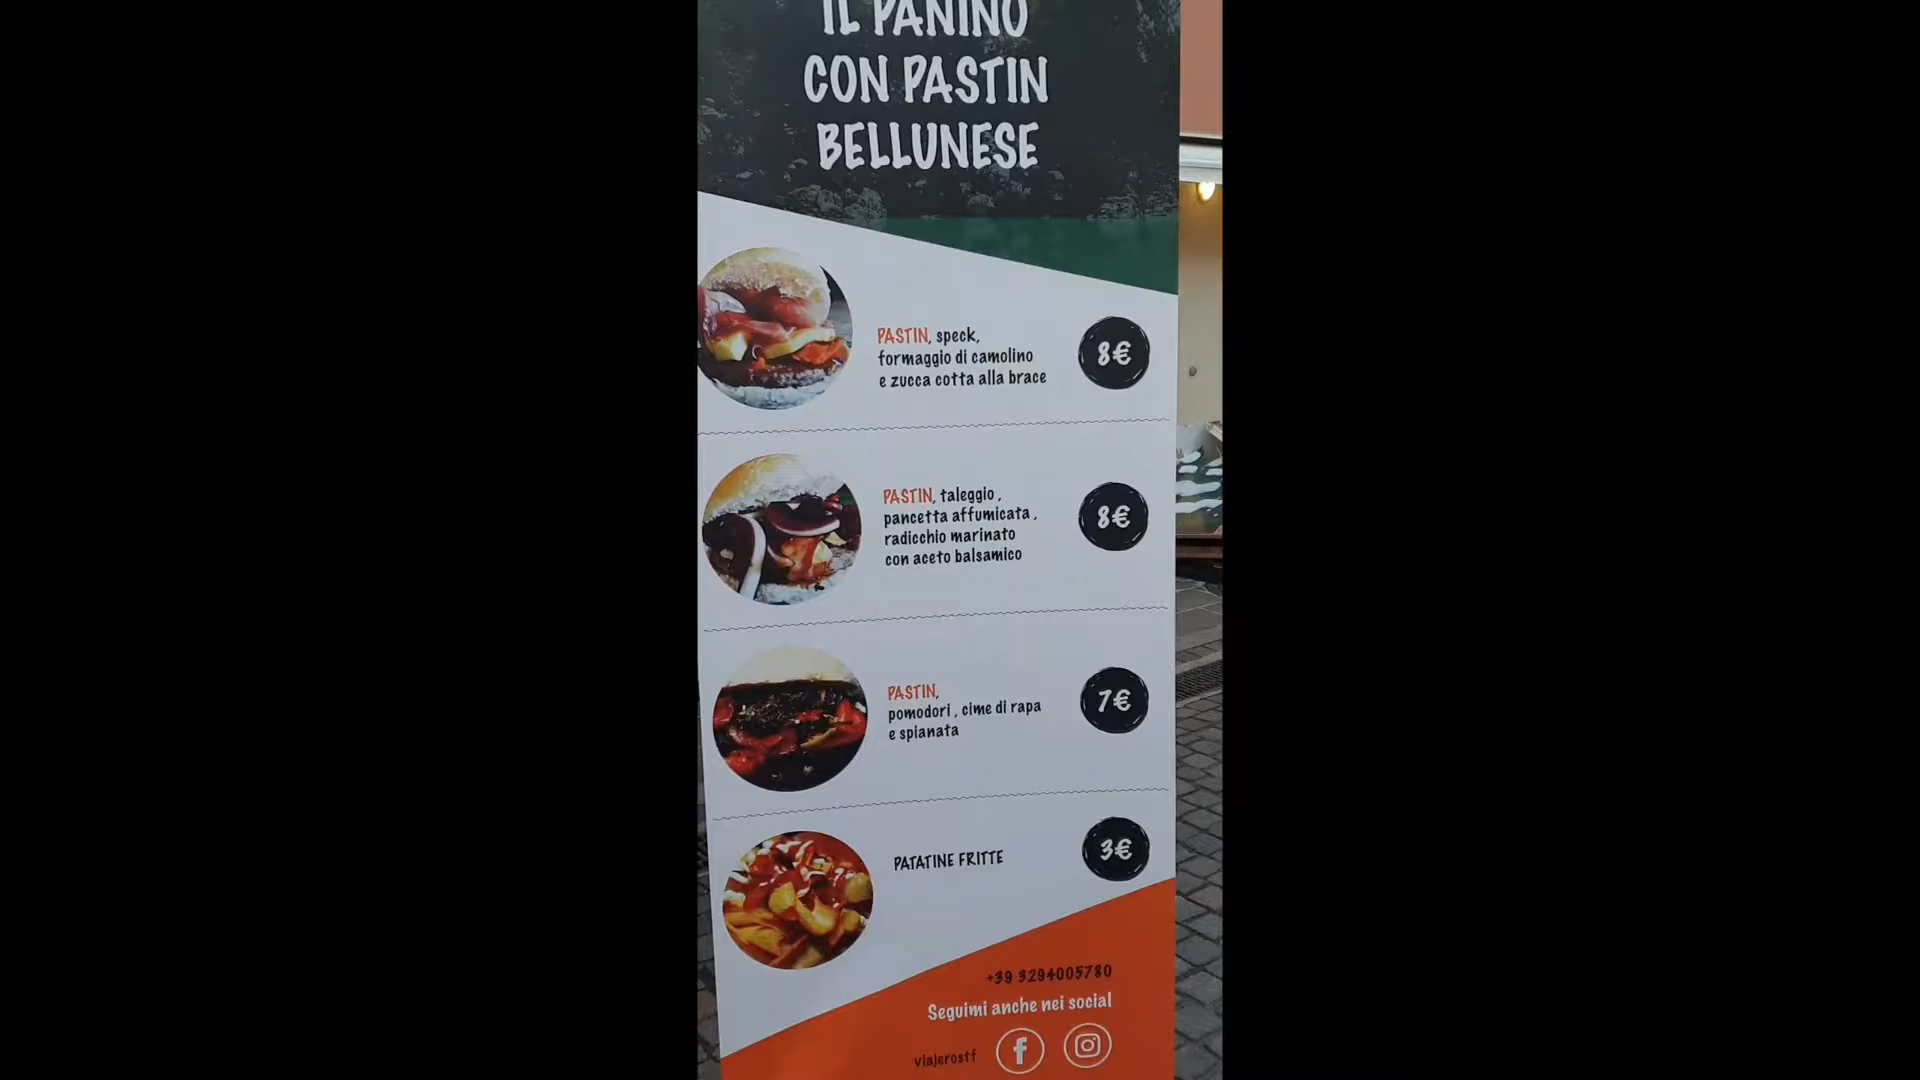 IL PANINO
CON PASTIN
BELLUNESE
PASTIN, speck,
formaggio di camolino
e zucca cotta alla brace
8€
PASTIN, taleggio ,
pancetta affumicata ,
radicchio marinato
con aceto balsamico
8€
PASTIN,
pomodori , cime di rapa
e spianata
7€
PATATINE FRITTE
3€
+39 3294005780
Seguimi anche nei social
viajerostf